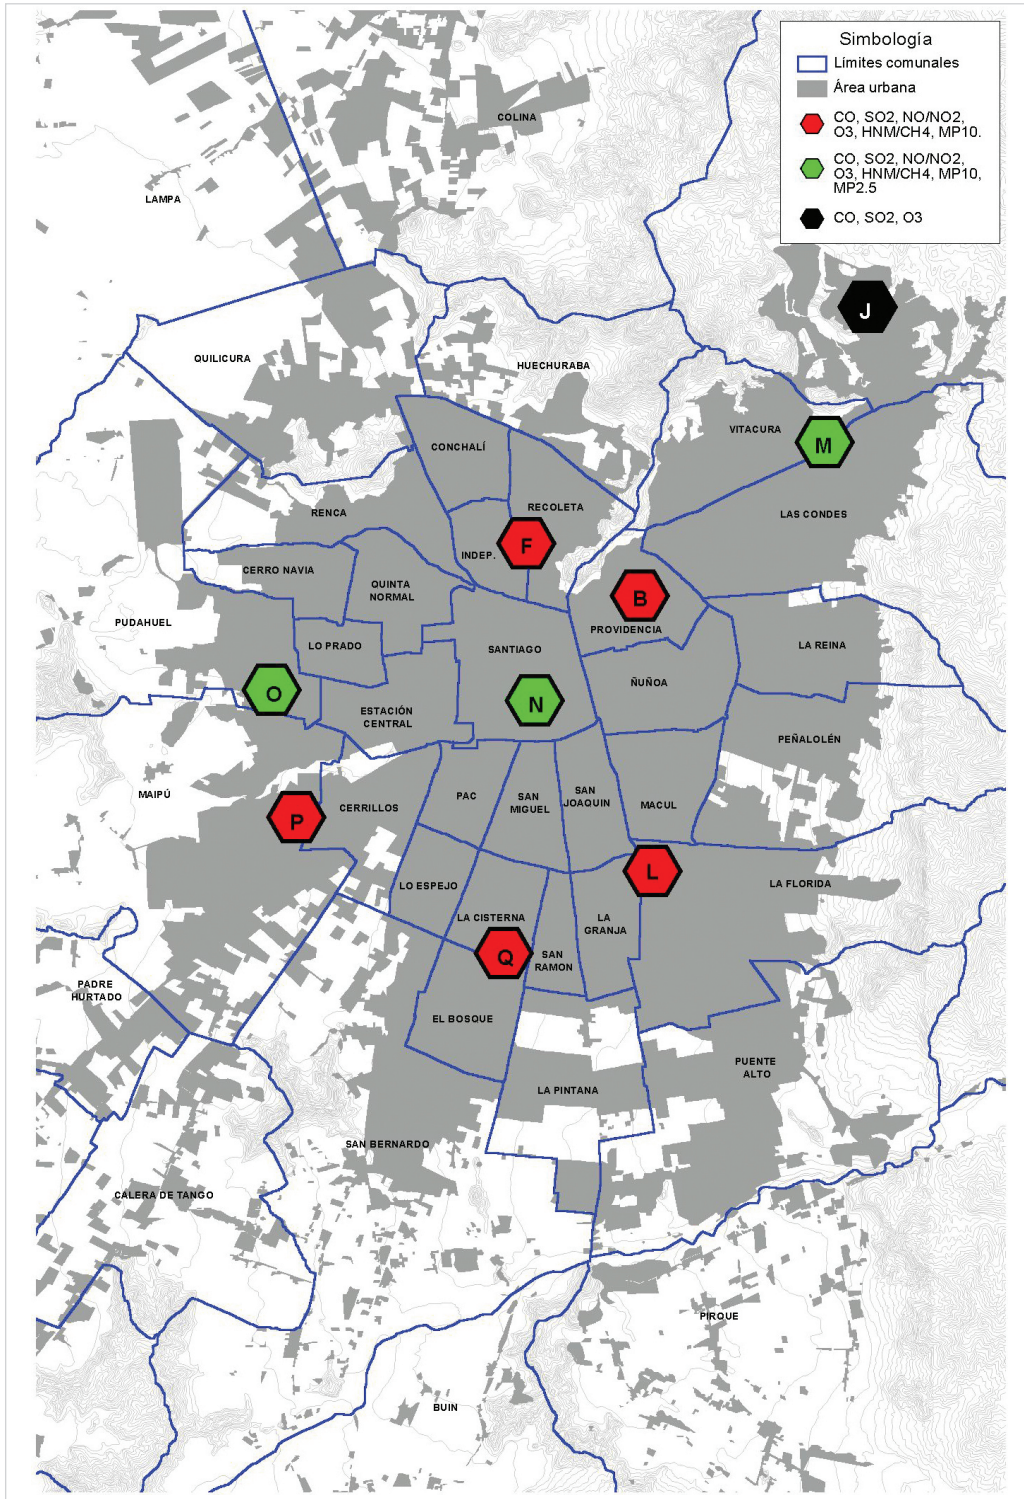 Simbología
Límites comunales
Área urbana
CO, SO2, NO/NO2,
O3, HNM/CH4, MP10.
CO, SO2, NO/NO2,
O3, HNM/CH4, MP10,
MP2.5
CO, SO2, O3
COLINA
LAMPA
J
QUILICURA
HUECHURABA
VITACURA
M
CONCHALÍ
RECOLETA
RENCA
LAS CONDES
F
INDEP.
CERRO NAVIA
QUINTA
NORMAL
B
PUDAHUEL
PROVIDENCIA
LO PRADO
SANTIAGO
LA REINA
ÑUÑOA
O
N
ESTACIÓN
CENTRAL
PEÑALOLÉN
MAIPÚ
PAC
SAN
MIGUEL
SAN
JOAQUIN
CERRILLOS
MACUL
P
L
LO ESPEJO
LA FLORIDA
LA CISTERNA
LA
GRANJA
Q
SAN
RAMON
PADRE
HURTADO
EL BOSQUE
PUENTE
ALTO
LA PINTANA
SAN BERNARDO
CALERA DE TANGO
PIRQUE
BUIN